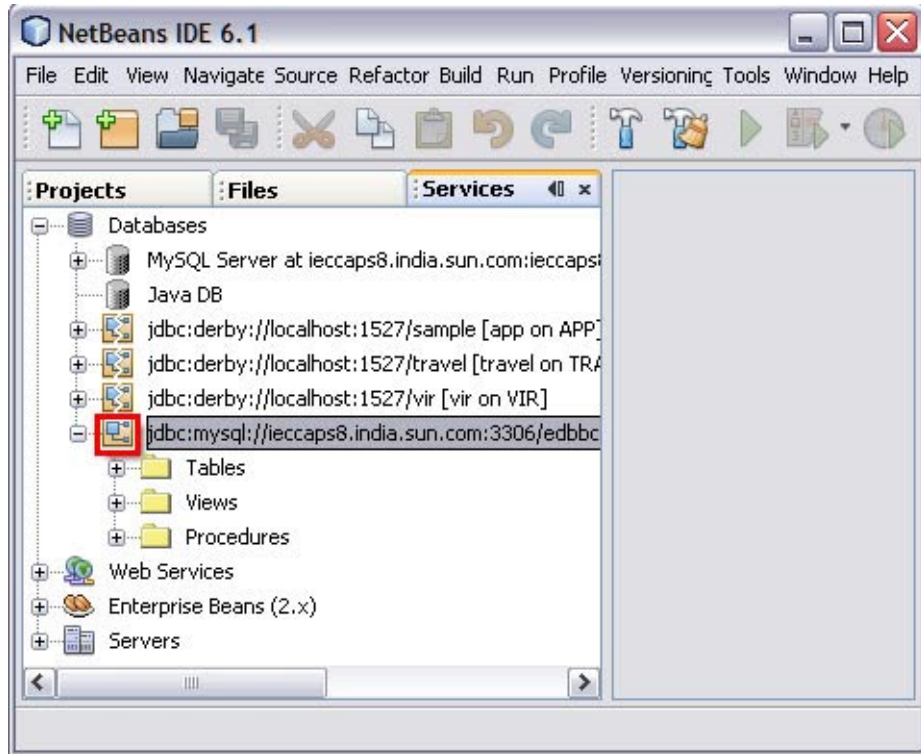 NetBeans IDE 6.1
File Edit View Navigate Source Refactor Build Run Profile Versioning Tools Window Help
Projects Files Services
Databases
MySQL Server at ieccaps8.india.sun.com:ieccaps8
Java DB
jdbc:derby://localhost:1527/sample [app on APP]
jdbc:derby://localhost:1527/travel [travel on TRA
jdbc:derby://localhost:1527/vir [vir on VIR]
jdbc:mysql://ieccaps8.india.sun.com:3306/edbbc
Tables
Views
Procedures
Web Services
Enterprise Beans (2.x)
Servers